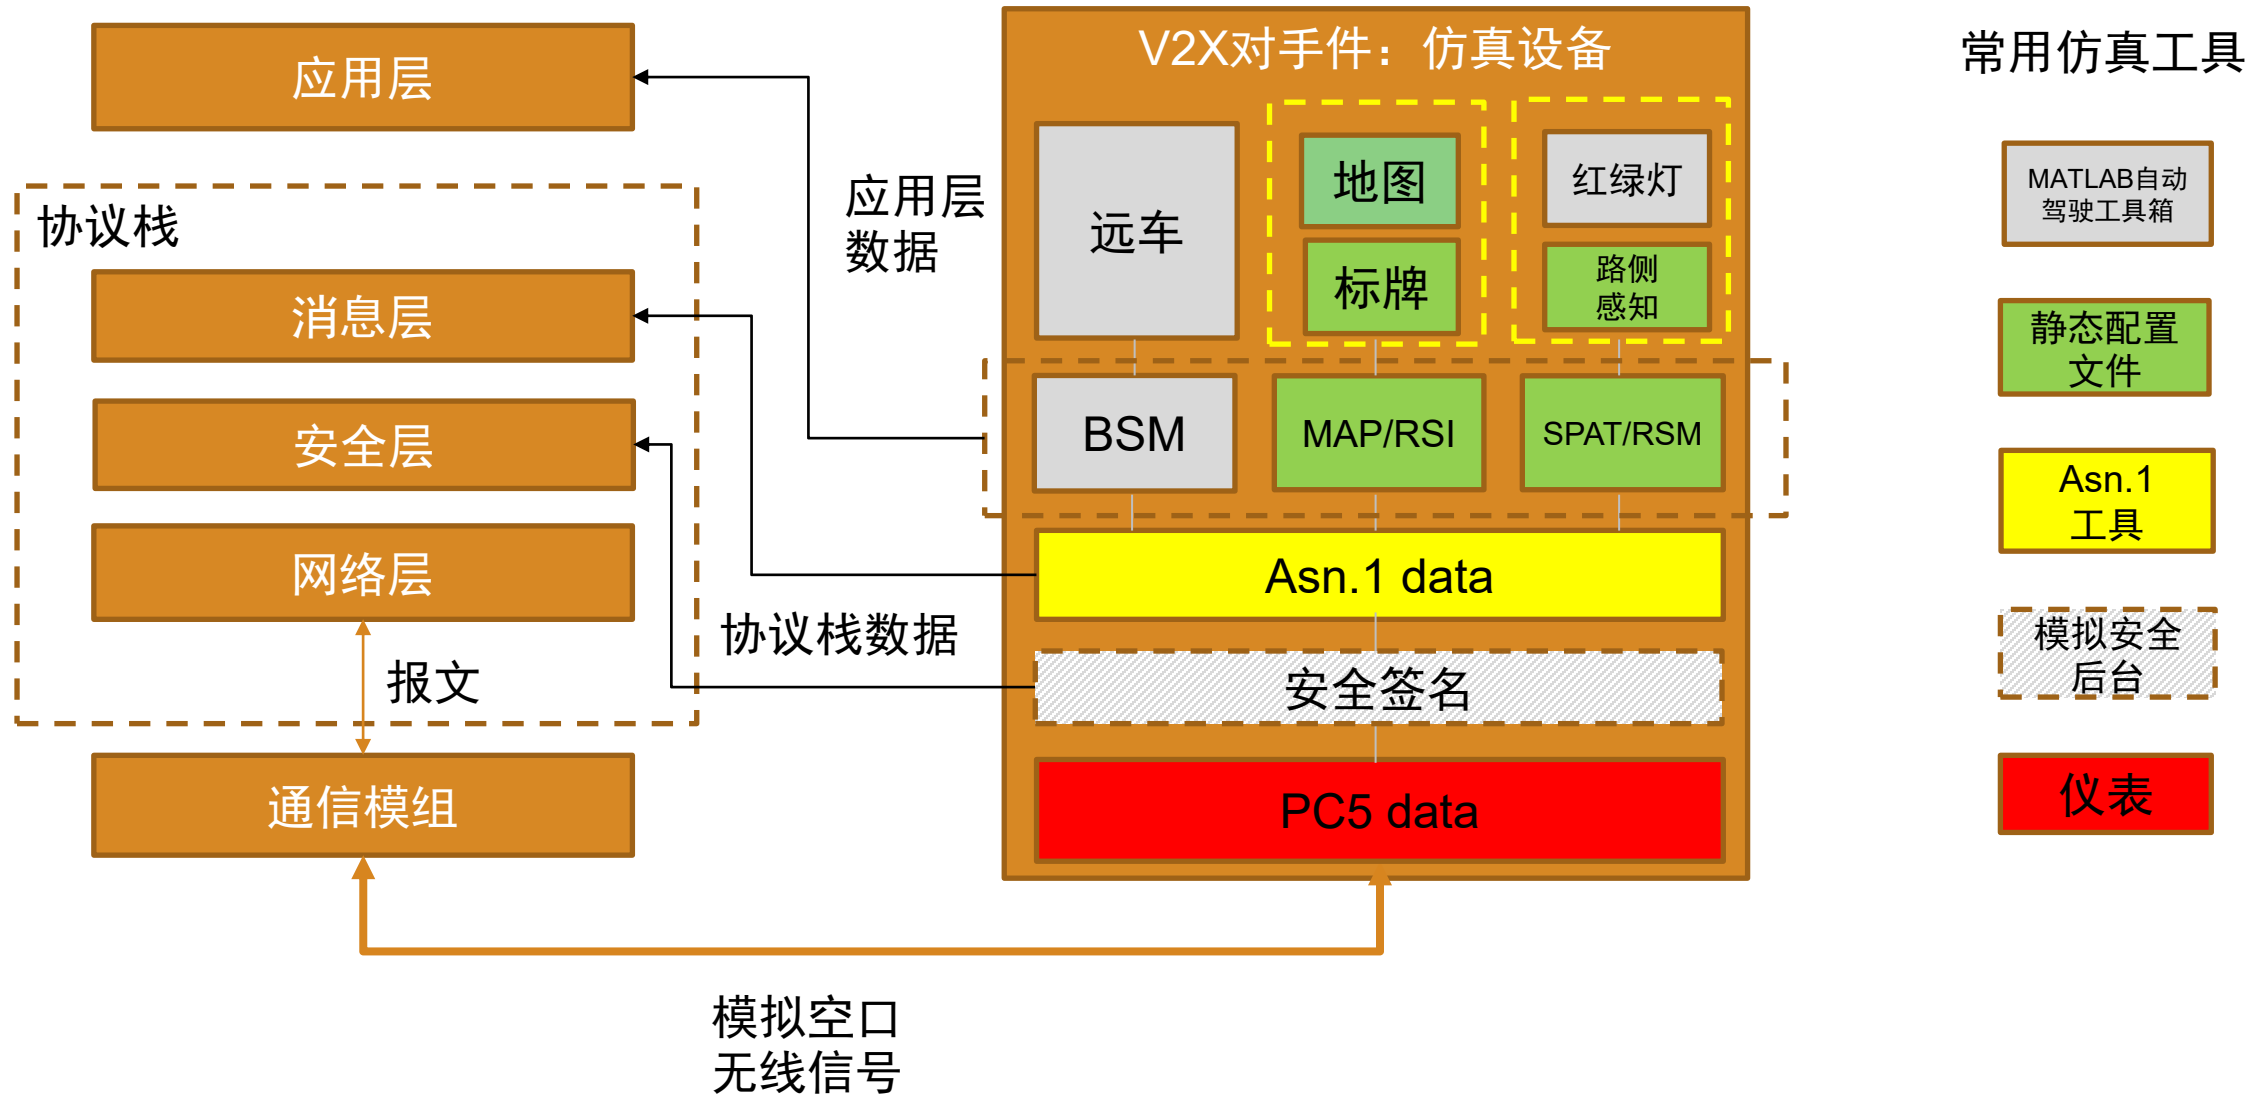 应用层
协议栈
消息层
安全层
网络层
报文
通信模组
应用层
数据
协议栈数据
模拟空口
无线信号
V2X对手件：仿真设备
远车
地图
标牌
红绿灯
路侧
感知
BSM
MAP/RSI
SPAT/RSM
Asn.1 data
安全签名
PC5 data
常用仿真工具
MATLAB自动
驾驶工具箱
静态配置
文件
Asn.1
工具
模拟安全
后台
仪表